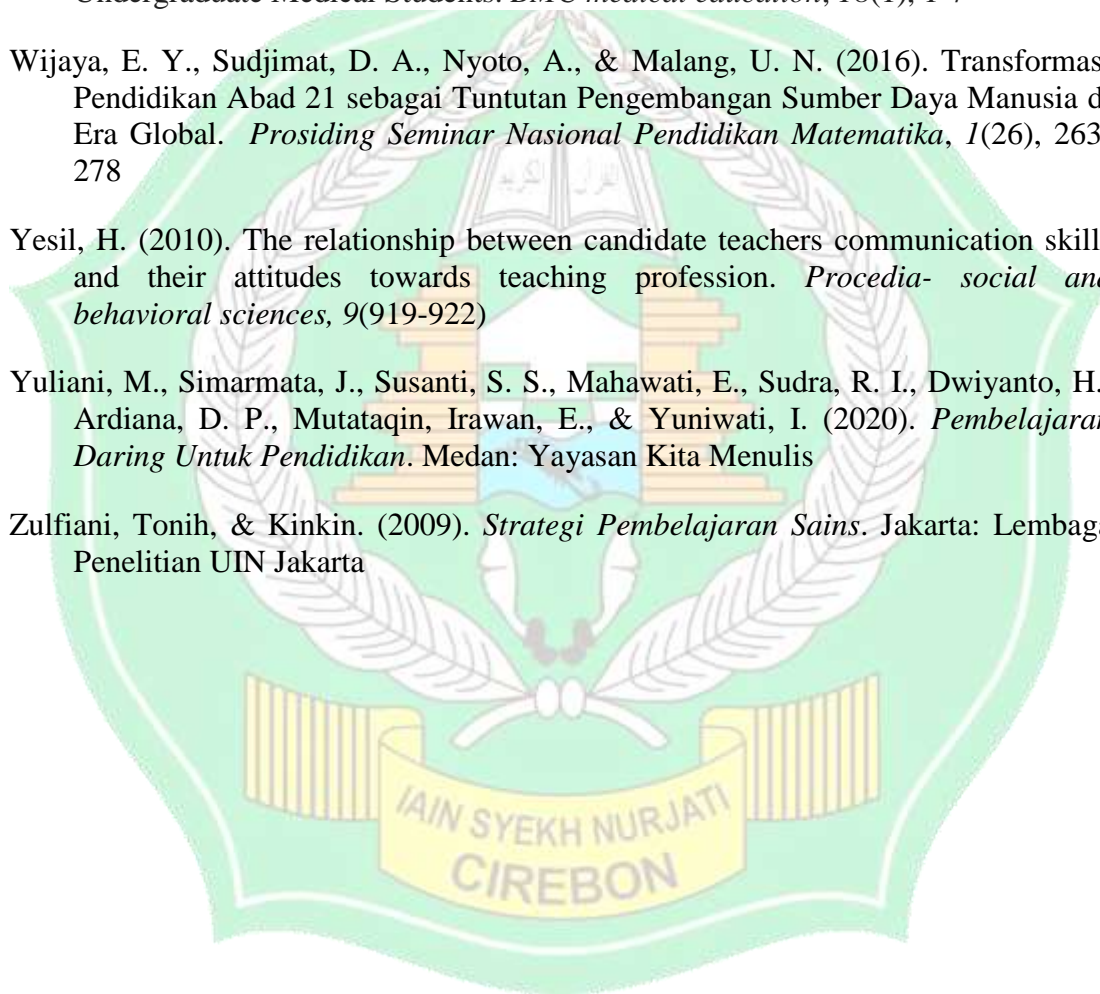 Wijaya, E. Y., Sudjimat, D. A., Nyoto, A., & Malang, U. N. (2016). Transformas
Pendidikan Abad 21 sebagai Tuntutan Pengembangan Sumber Daya Manusia d
Era Global. Prosiding Seminar Nasional Pendidikan Matematika, 1(26), 263
278
Yesil, H. (2010). The relationship between candidate teachers communication skill
and their attitudes towards teaching profession. Procedia- social and
behavioral sciences, 9(919-922)
Yuliani, M., Simarmata, J., Susanti, S. S., Mahawati, E., Sudra, R. I., Dwiyanto, H.
Ardiana, D. P., Mutataqin, Irawan, E., & Yuniwati, I. (2020). Pembelajaran
Daring Untuk Pendidikan. Medan: Yayasan Kita Menulis
Zulfiani, Tonih, & Kinkin. (2009). Strategi Pembelajaran Sains. Jakarta: Lembaga
Penelitian UIN Jakarta
IAIN SYEKH NURJATI
CIREBON